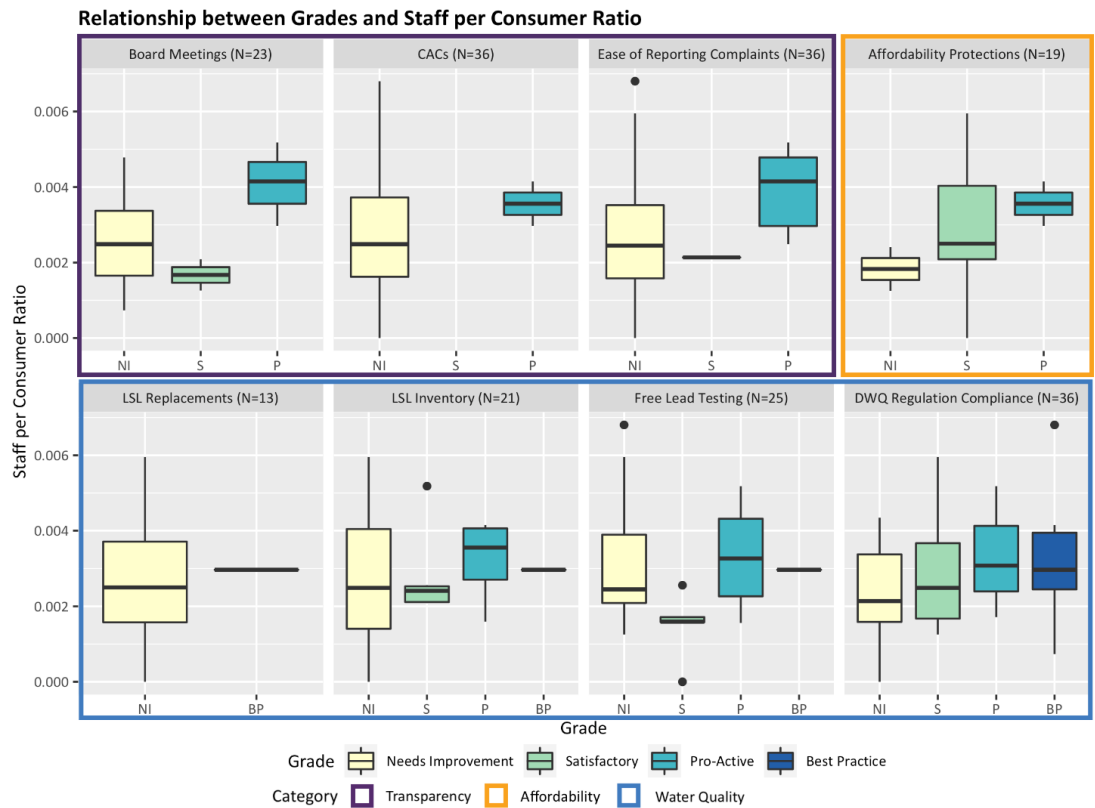 Relationship between Grades and Staff per Consumer Ratio
Board Meetings (N=23)
CACs (N=36)
Ease of Reporting Complaints (N=36)
Affordability Protections (N=19)
Staff per Consumer Ratio
0.006
0.004
0.002
0.000
NI S P
NI S P
NI S P
NI S P
LSL Replacements (N=13)
LSL Inventory (N=21)
Free Lead Testing (N=25)
DWQ Regulation Compliance (N=36)
0.006
0.004
0.002
0.000
NI BP
NI S P BP
NI S P BP
NI S P BP
Grade
Grade Needs Improvement Satisfactory Pro-Active Best Practice
Category Transparency Affordability Water Quality